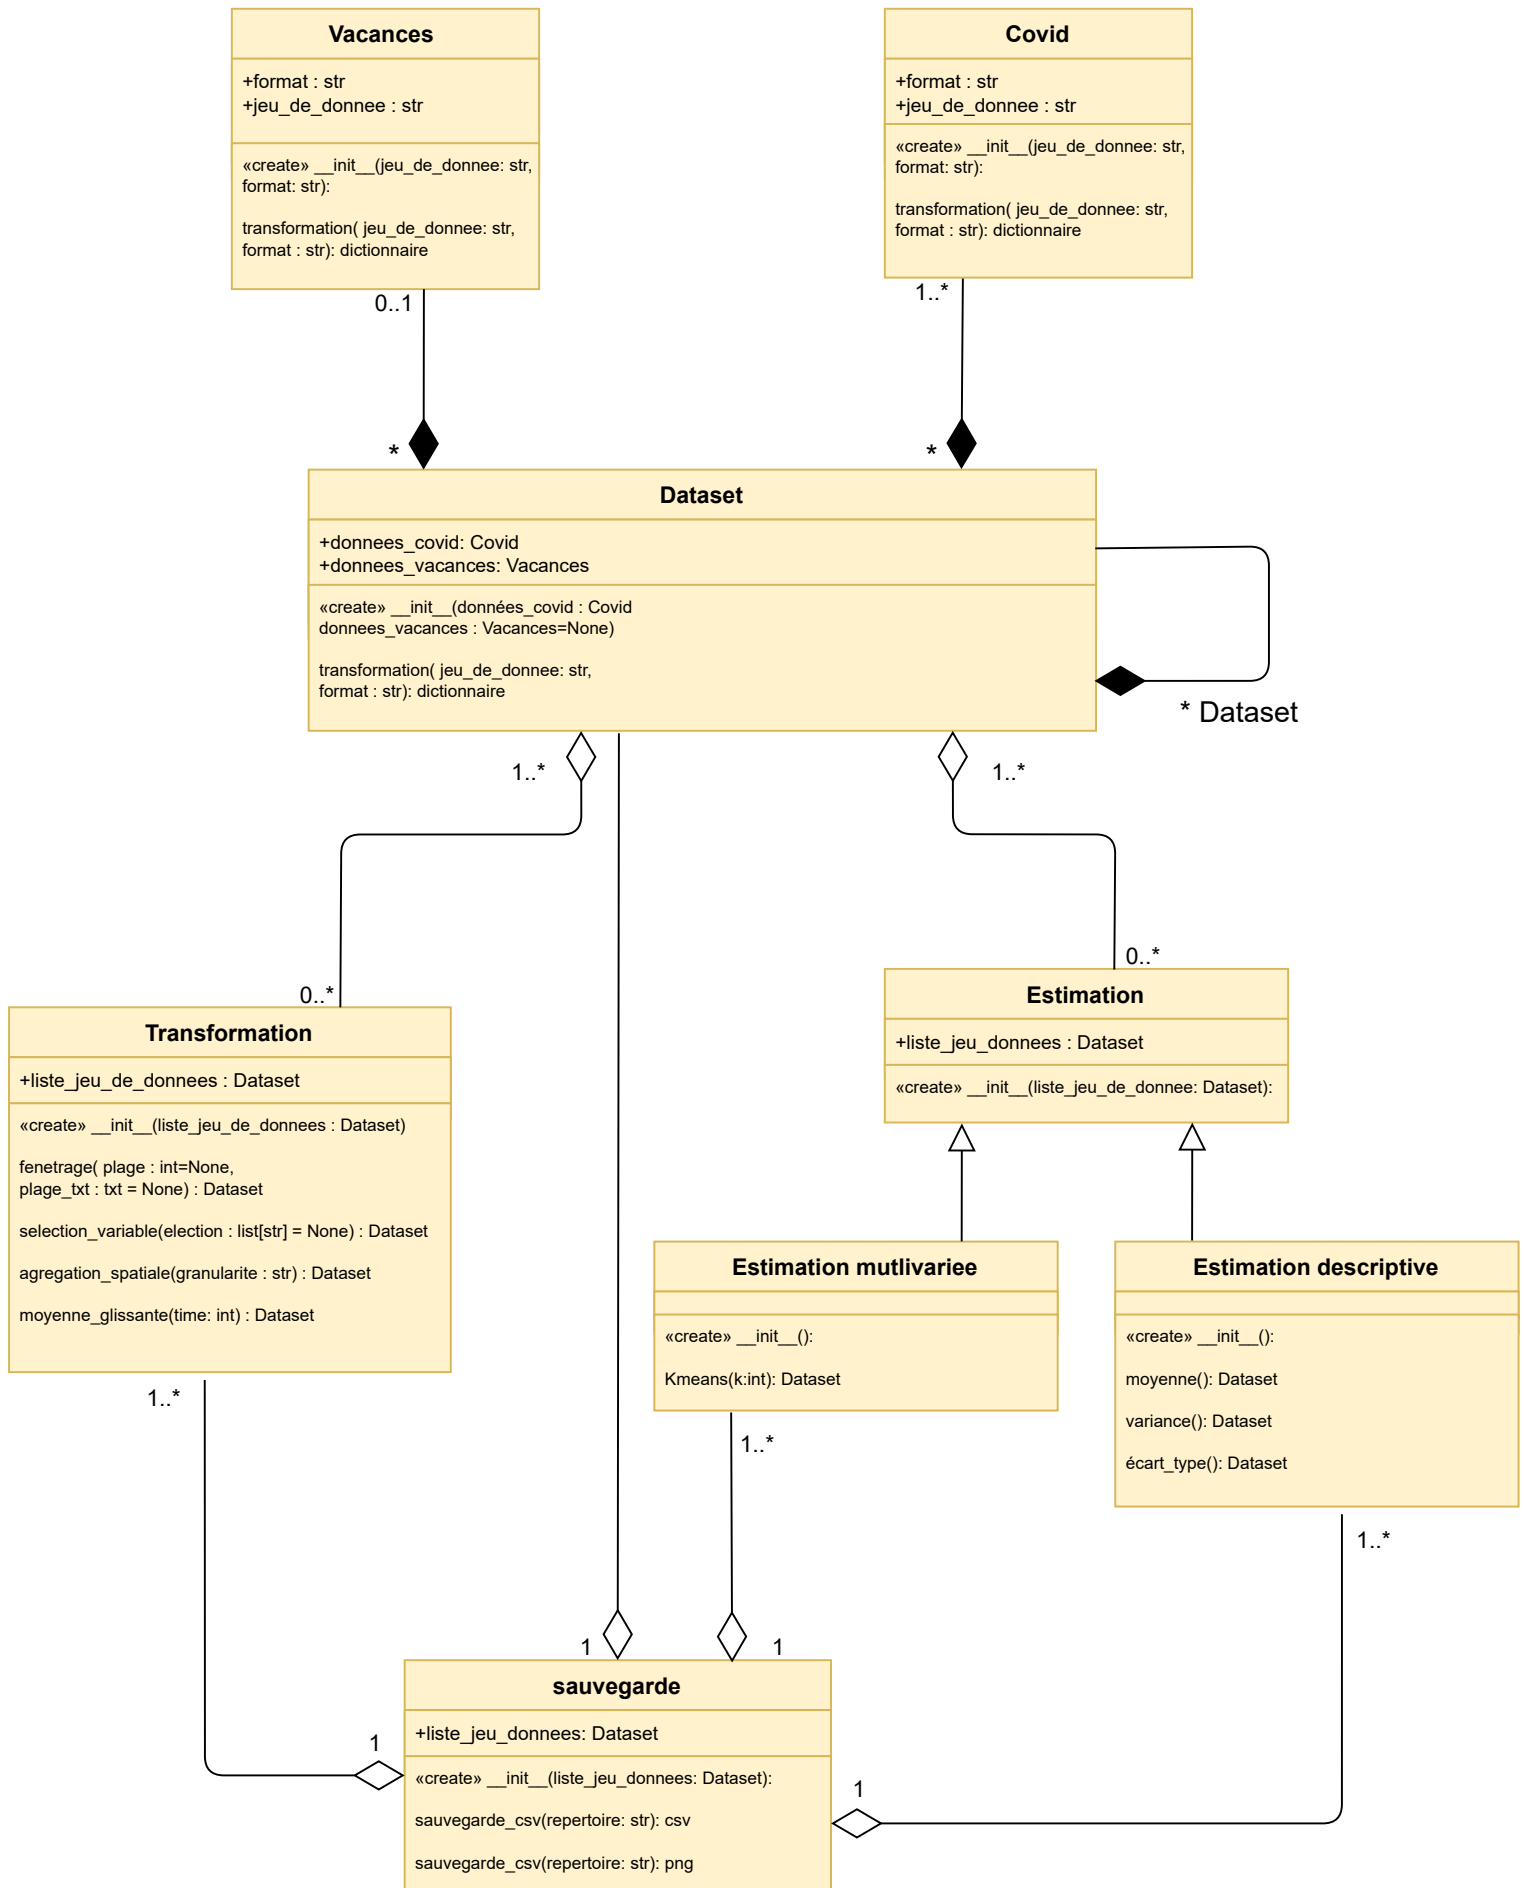 Vacances
+format : str
+jeu_de_donnee : str
«create» __init__(jeu_de_donnee: str,
format: str):
transformation( jeu_de_donnee: str,
format : str): dictionnaire
0..1
*
Covid
+format : str
+jeu_de_donnee : str
«create» __init__(jeu_de_donnee: str,
format: str):
transformation( jeu_de_donnee: str,
format : str): dictionnaire
1..*
*
Dataset
+donnees_covid: Covid
+donnees_vacances: Vacances
«create» __init__(données_covid : Covid
donnees_vacances : Vacances=None)
transformation( jeu_de_donnee: str,
format : str): dictionnaire
* Dataset
1..*
1..*
0..*
0..*
Transformation
+liste_jeu_de_donnees : Dataset
«create» __init__(liste_jeu_de_donnees : Dataset)
fenetrage( plage : int=None,
plage_txt : txt = None) : Dataset
selection_variable(election : list[str] = None) : Dataset
agregation_spatiale(granularite : str) : Dataset
moyenne_glissante(time: int) : Dataset
1..*
Estimation
+liste_jeu_donnees : Dataset
«create» __init__(liste_jeu_de_donnee: Dataset):
Estimation mutlivariee
«create» __init__():
Kmeans(k:int): Dataset
1..*
Estimation descriptive
«create» __init__():
moyenne(): Dataset
variance(): Dataset
écart_type(): Dataset
1..*
1
1
1
1
sauvegarde
+liste_jeu_donnees: Dataset
«create» __init__(liste_jeu_donnees: Dataset):
sauvegarde_csv(repertoire: str): csv
sauvegarde_csv(repertoire: str): png